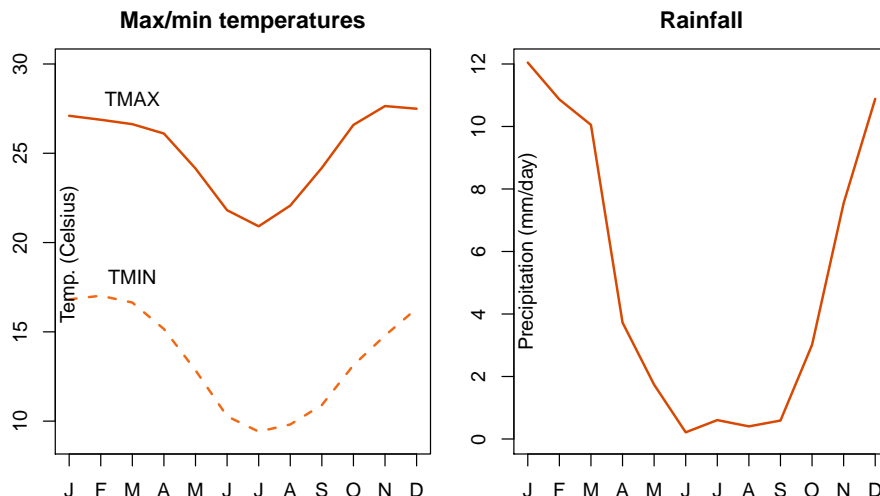 Max/min temperatures
30
25
20
15
10
Temp. (Celsius)
TMAX
TMIN
J F M A M J J A S O N D
Rainfall
12
10
8
6
4
2
0
Precipitation (mm/day)
J F M A M J J A S O N D